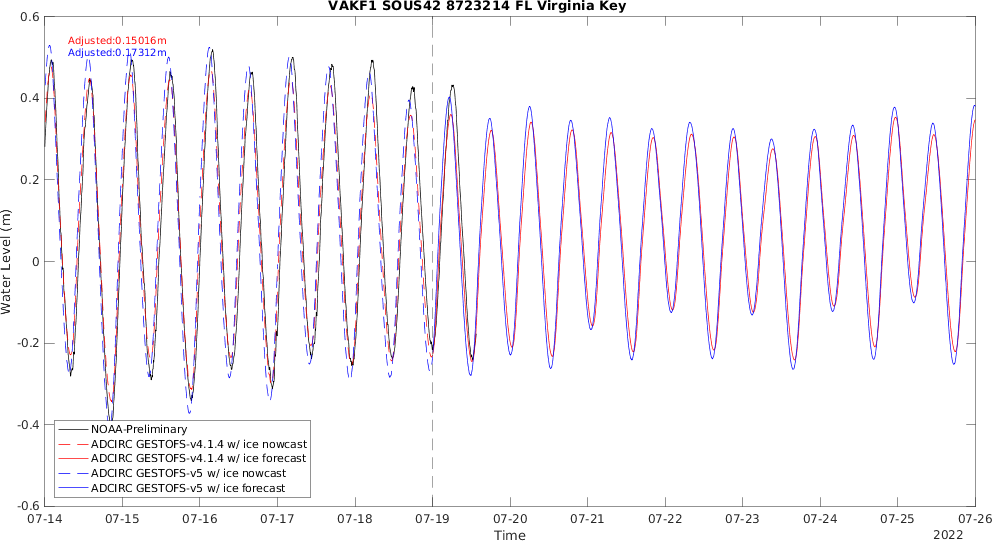 VAKF1 SOUS42 8723214 FL Virginia Key
Adjusted:0.15016m
Adjusted:0.17312m
Water Level (m)
0.6
0.4
0.2
0
-0.2
-0.4
-0.6
NOAA-Preliminary
ADCIRC GESTOFS-v4.1.4 w/ ice nowcast
ADCIRC GESTOFS-v4.1.4 w/ ice forecast
ADCIRC GESTOFS-v5 w/ ice nowcast
ADCIRC GESTOFS-v5 w/ ice forecast
07-14 07-15 07-16 07-17 07-18 07-19 07-20 07-21 07-22 07-23 07-24 07-25 07-26
Time
2022